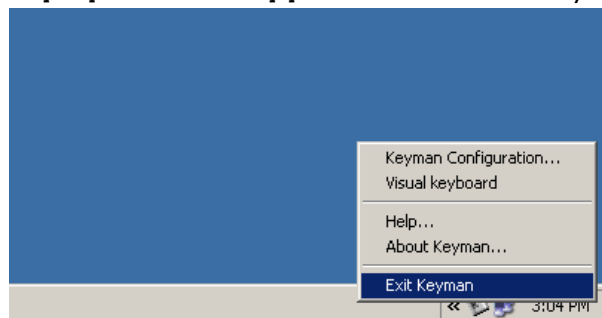 Keyman Configuration...
Visual keyboard
Help...
About Keyman...
Exit Keyman
« 3:04 PM